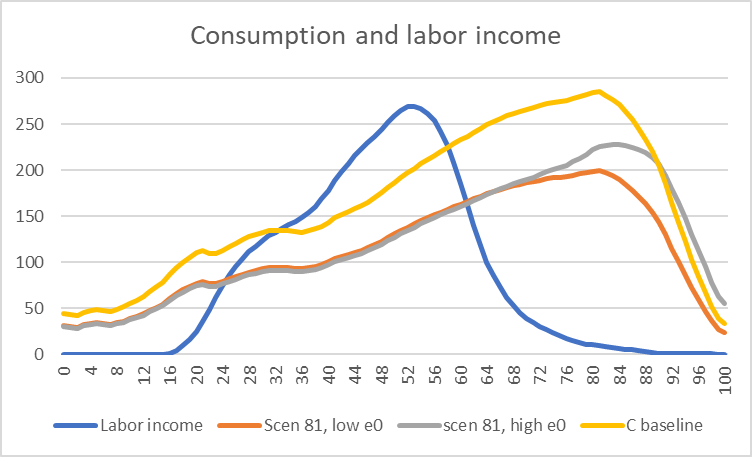 Consumption and labor income
300
250
200
150
100
50
0
0 4 8 12 16 20 24 28 32 36 40 44 48 52 56 60 64 68 72 76 80 84 88 92 96 100
Labor income Scen 81, low e0 scen 81, high e0 C baseline